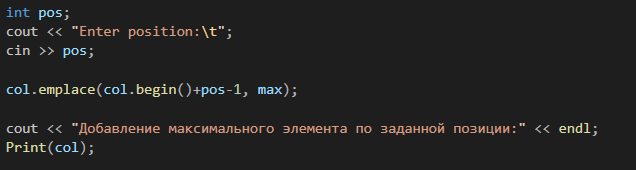 int pos;
cout << "Enter position:\t";
cin >> pos;
col.emplace(col.begin()+pos-1, max);
cout << "Добавление максимального элемента по заданной позиции:" << endl;
Print(col);